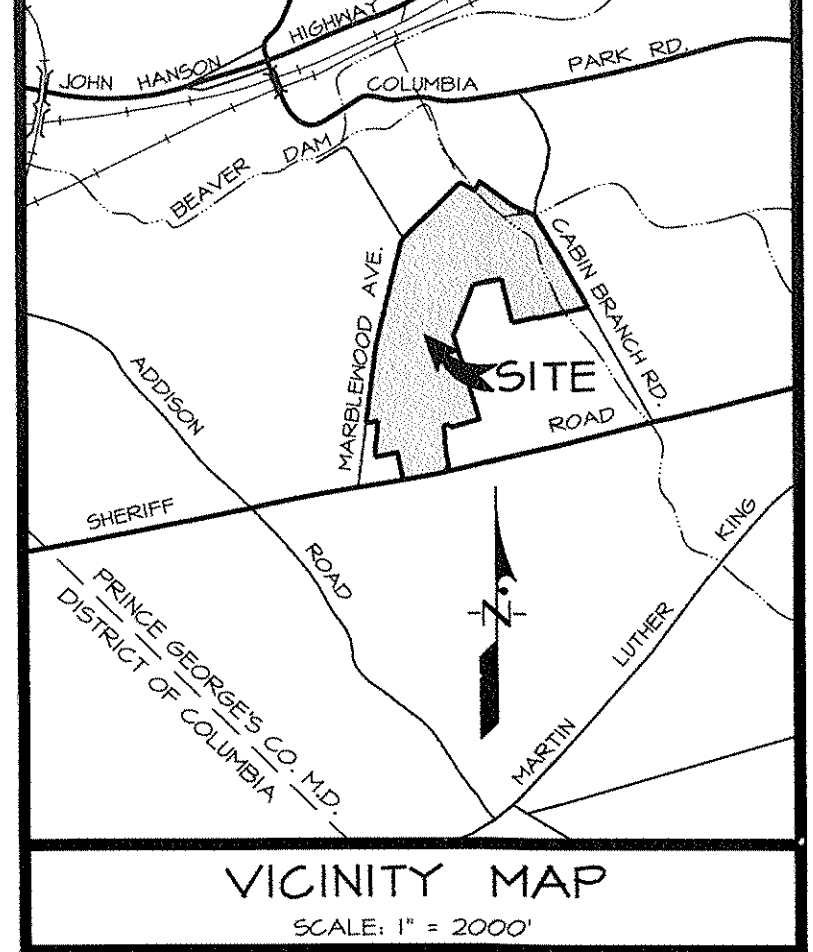 HIGHWAY
JOHN HANSON
PARK RD.
COLUMBIA
BEAVER DAM
MARBLEWOOD AVE.
CABIN BRANCH RD.
ADDISON
SITE
ROAD
SHERIFF
ROAD
KING
LUTHER
MARTIN
PRINCE GEORGE'S CO. M.D.
DISTRICT OF COLUMBIA
N
VICINITY MAP
SCALE: 1" = 2000'